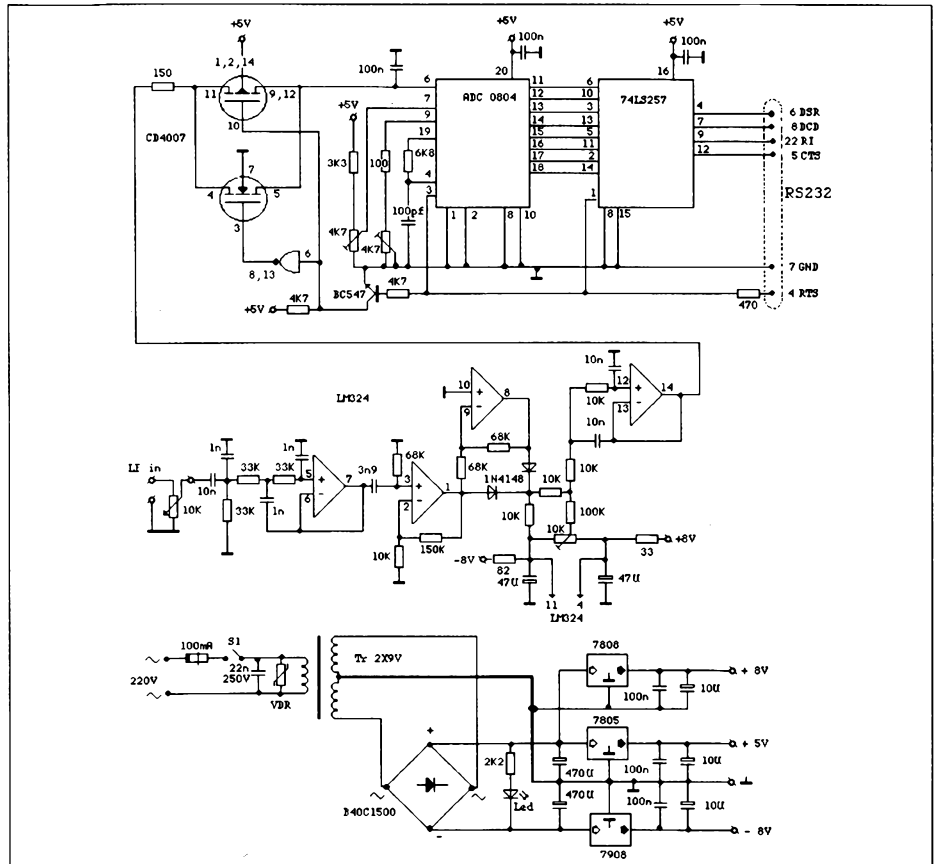 +5V
+5V
+5V
1,2,14
100n
100n
100n
150
11
9,12
10
CD4007
6
7
9
19
4
3
20
ADC 0804
11
12
13
14
15
16
17
18
1
2
8
10
6
10
3
13
5
11
2
14
1
16
74LS257
4
7
9
12
8
15
6 DSR
8 DCD
22 RI
5 CTS
RS232
7 GND
4 RTS
+5V
3K3
100
6K8
100pf
4K7
4K7
7
4
5
3
8,13
6
BC547
4K7
4K7
+5V
470
LM324
10
9
8
+
-
68K
68K
68K
10n
12
13
14
+
-
10K
10n
LI in
10K
10n
1n
33K
33K
33K
1n
1n
5
6
7
+
-
3n9
3
2
1
+
-
150K
10K
1N4148
10K
10K
10K
100K
10K
-8V
82
47U
11
4
LM324
33
+8V
47U
220V
100mA
S1
22n
250V
VDR
Tr 2X9V
B40C1500
+
-
2K2
Led
470U
470U
7808
7805
7908
100n
100n
100n
10U
10U
10U
+ 8V
+ 5V
- 8V